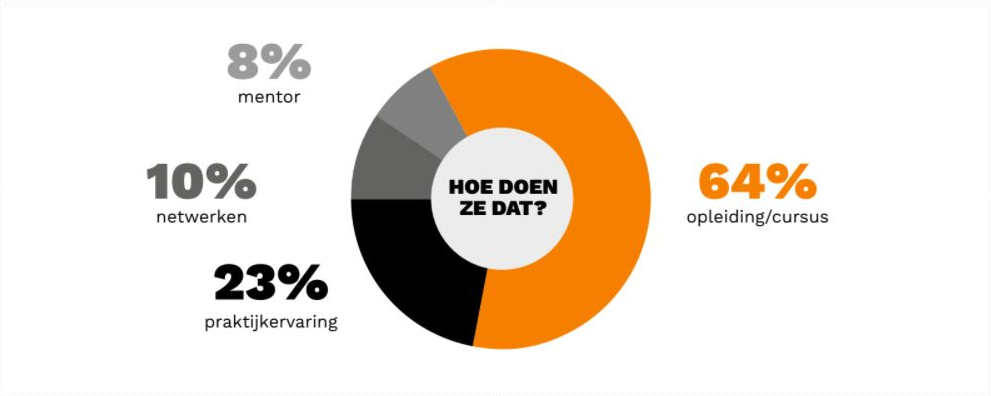 8%
mentor
10%
netwerken
23%
praktijkervaring
HOE DOEN
ZE DAT?
64%
opleiding/cursus